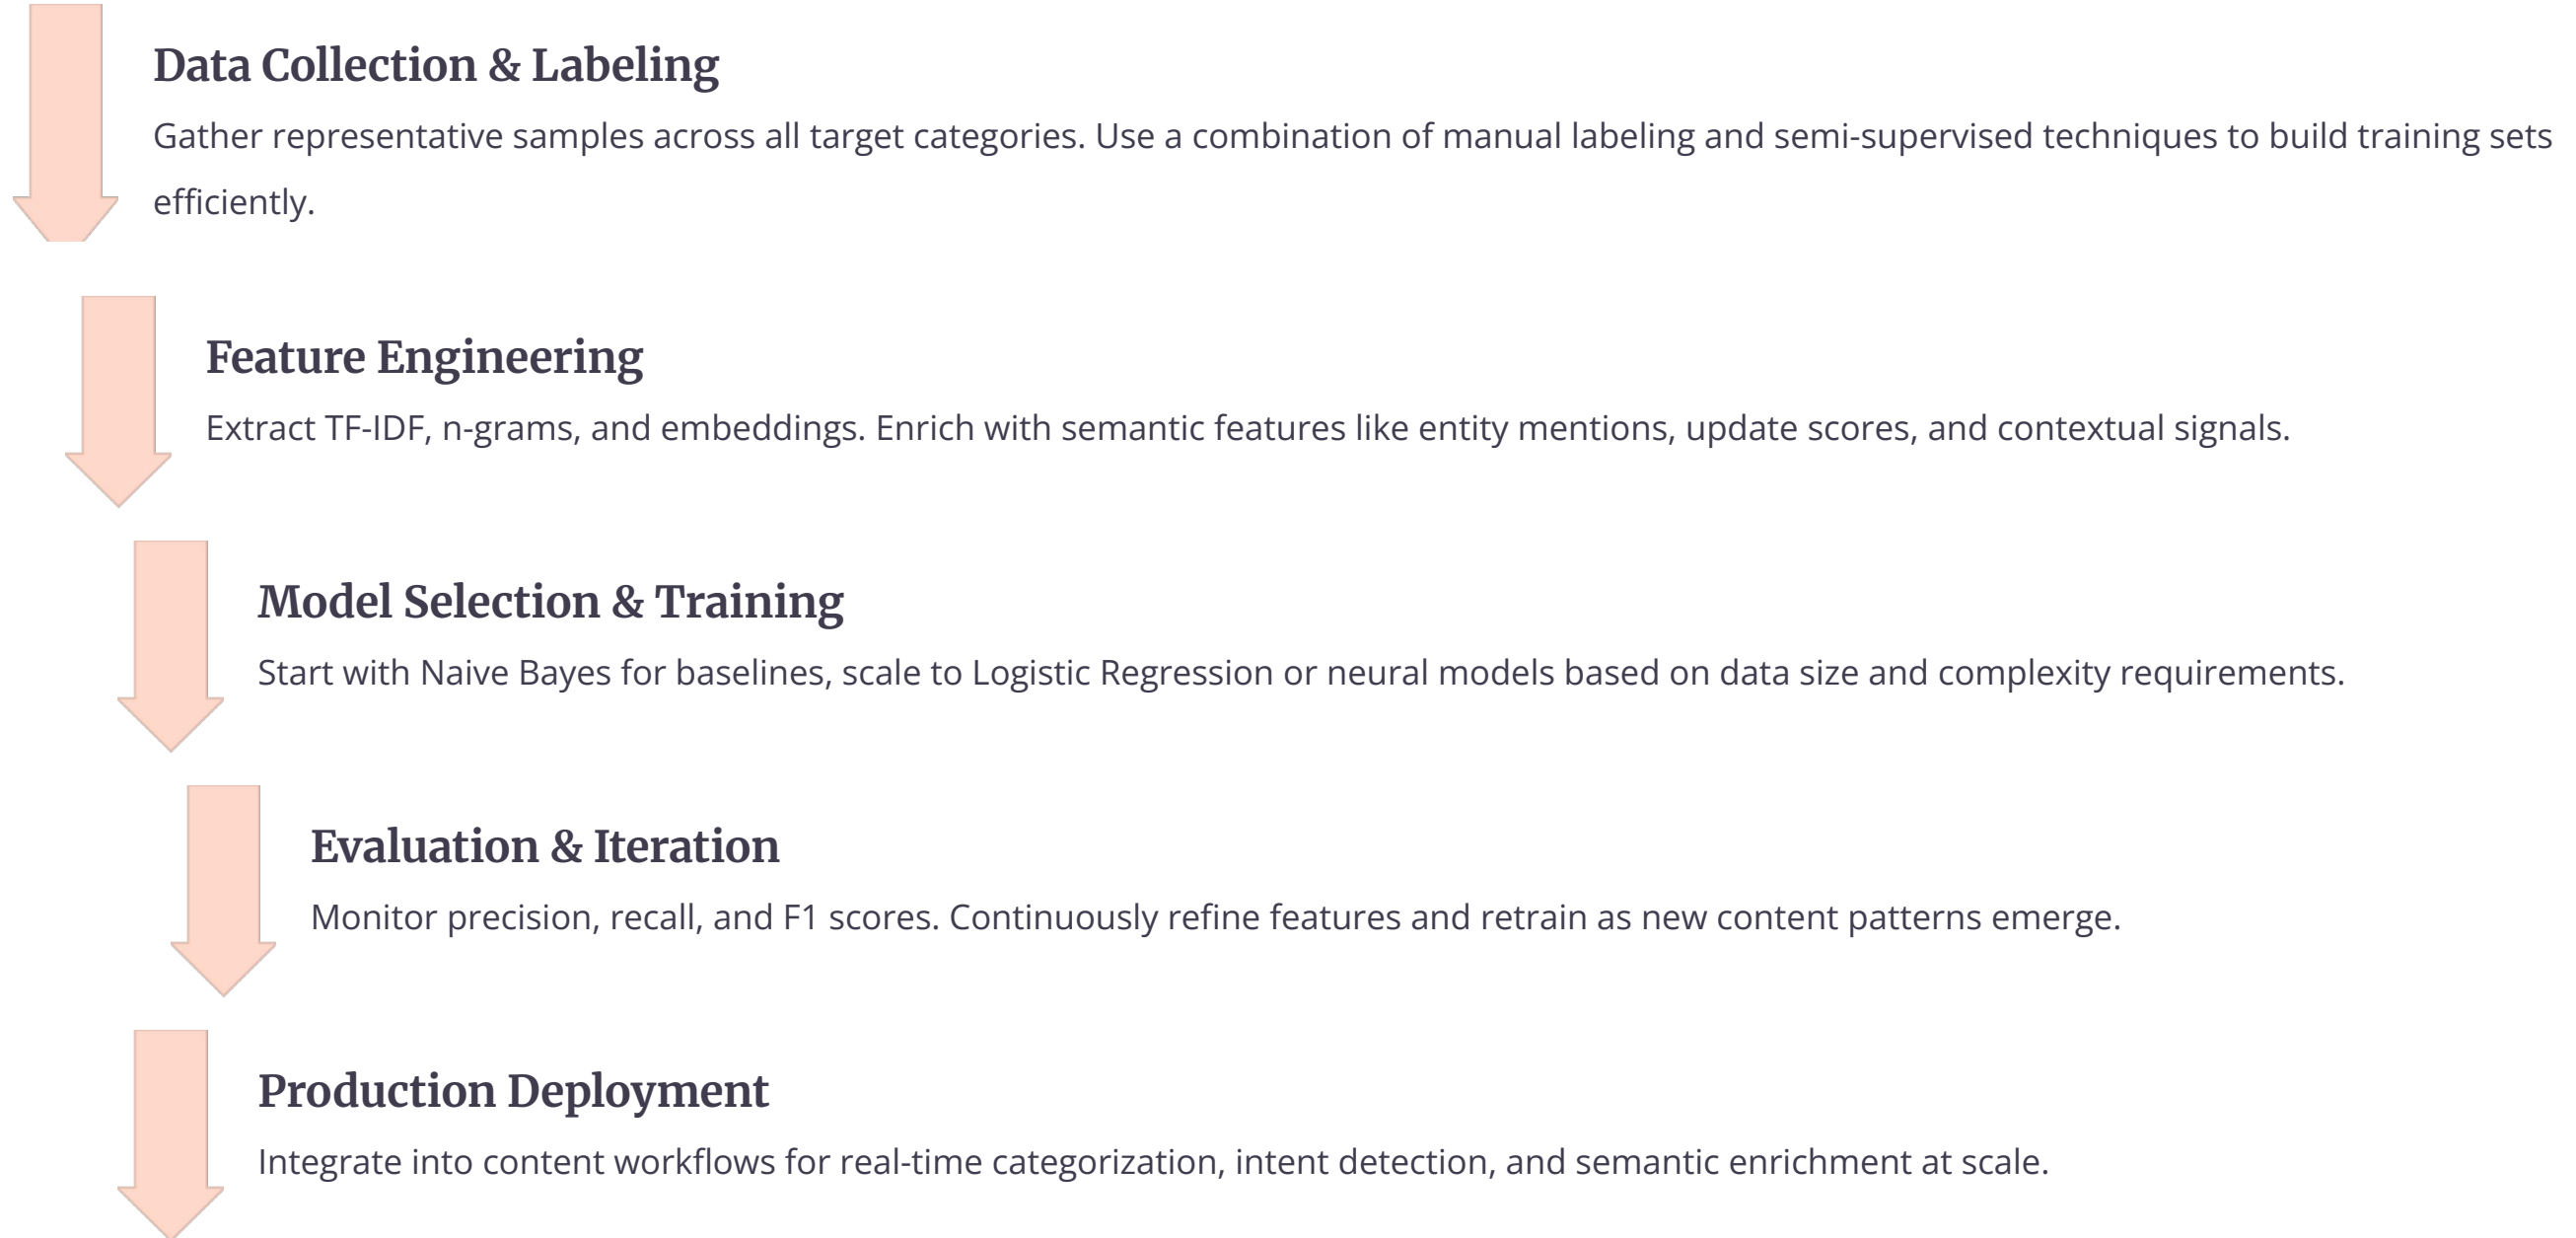 Data Collection & Labeling
Gather representative samples across all target categories. Use a combination of manual labeling and semi-supervised techniques to build training sets
efficiently.
Feature Engineering
Extract TF-IDF, n-grams, and embeddings. Enrich with semantic features like entity mentions, update scores, and contextual signals.
Model Selection & Training
Start with Naive Bayes for baselines, scale to Logistic Regression or neural models based on data size and complexity requirements.
Evaluation & Iteration
Monitor precision, recall, and F1 scores. Continuously refine features and retrain as new content patterns emerge.
Production Deployment
Integrate into content workflows for real-time categorization, intent detection, and semantic enrichment at scale.